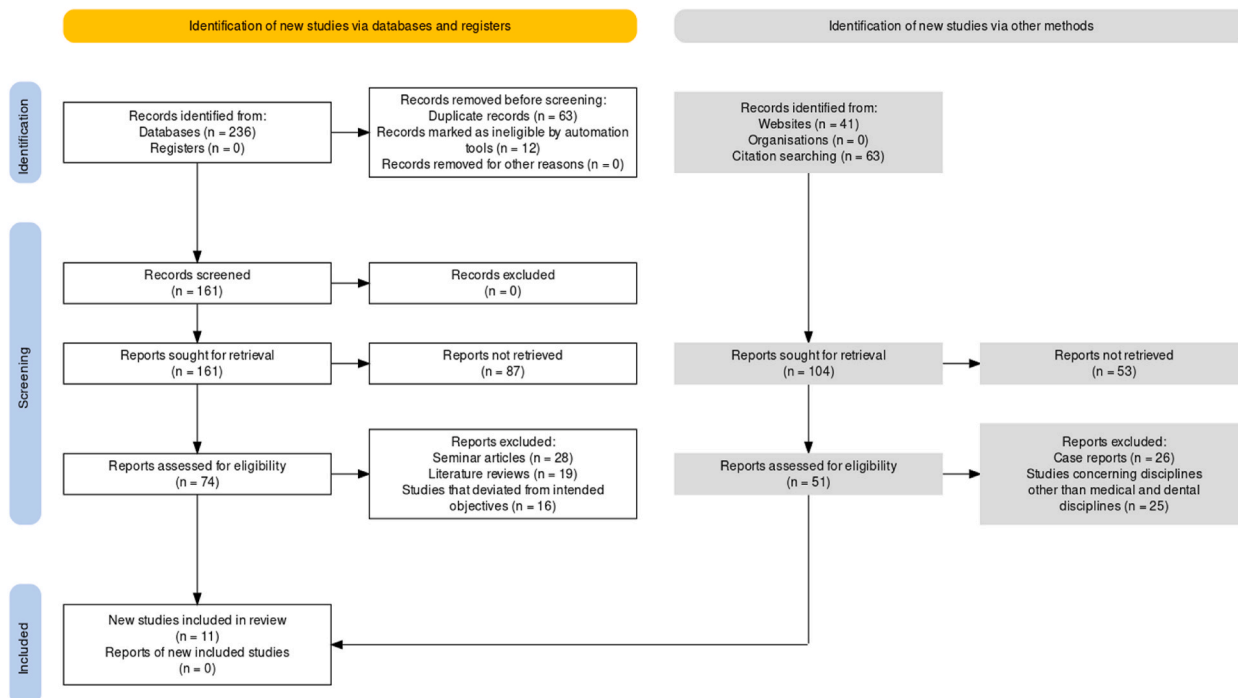 Identification of new studies via databases and registers
Identification of new studies via other methods
Identification
Records identified from:
Databases (n = 236)
Registers (n = 0)
Records removed before screening:
Duplicate records (n = 63)
Records marked as ineligible by automation
tools (n = 12)
Records removed for other reasons (n = 0)
Records identified from:
Websites (n = 41)
Organisations (n = 0)
Citation searching (n = 63)
Screening
Records screened
(n = 161)
Records excluded
(n = 0)
Reports sought for retrieval
(n = 161)
Reports not retrieved
(n = 87)
Reports sought for retrieval
(n = 104)
Reports not retrieved
(n = 53)
Reports assessed for eligibility
(n = 74)
Reports excluded:
Seminar articles (n = 28)
Literature reviews (n = 19)
Studies that deviated from intended
objectives (n = 16)
Reports assessed for eligibility
(n = 51)
Reports excluded:
Case reports (n = 26)
Studies concerning disciplines
other than medical and dental
disciplines (n = 25)
Included
New studies included in review
(n = 11)
Reports of new included studies
(n = 0)